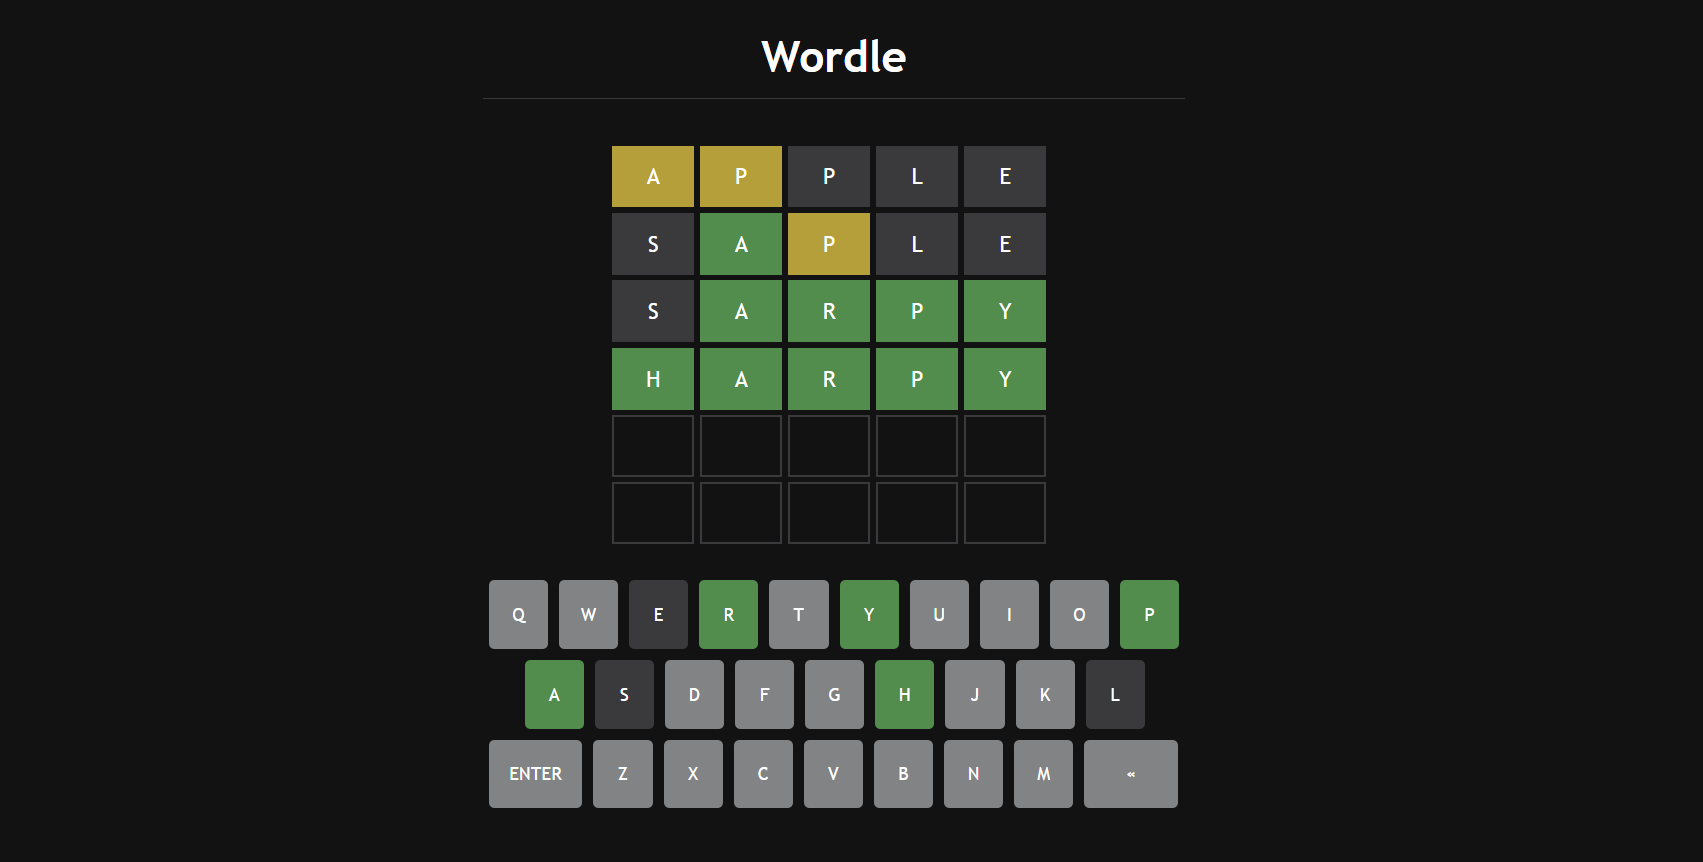 Wordle
A P P L E
S A P L E
S A R P Y
H A R P Y
Q W E R T Y U I O P
A S D F G H J K L
ENTER Z X C V B N M «